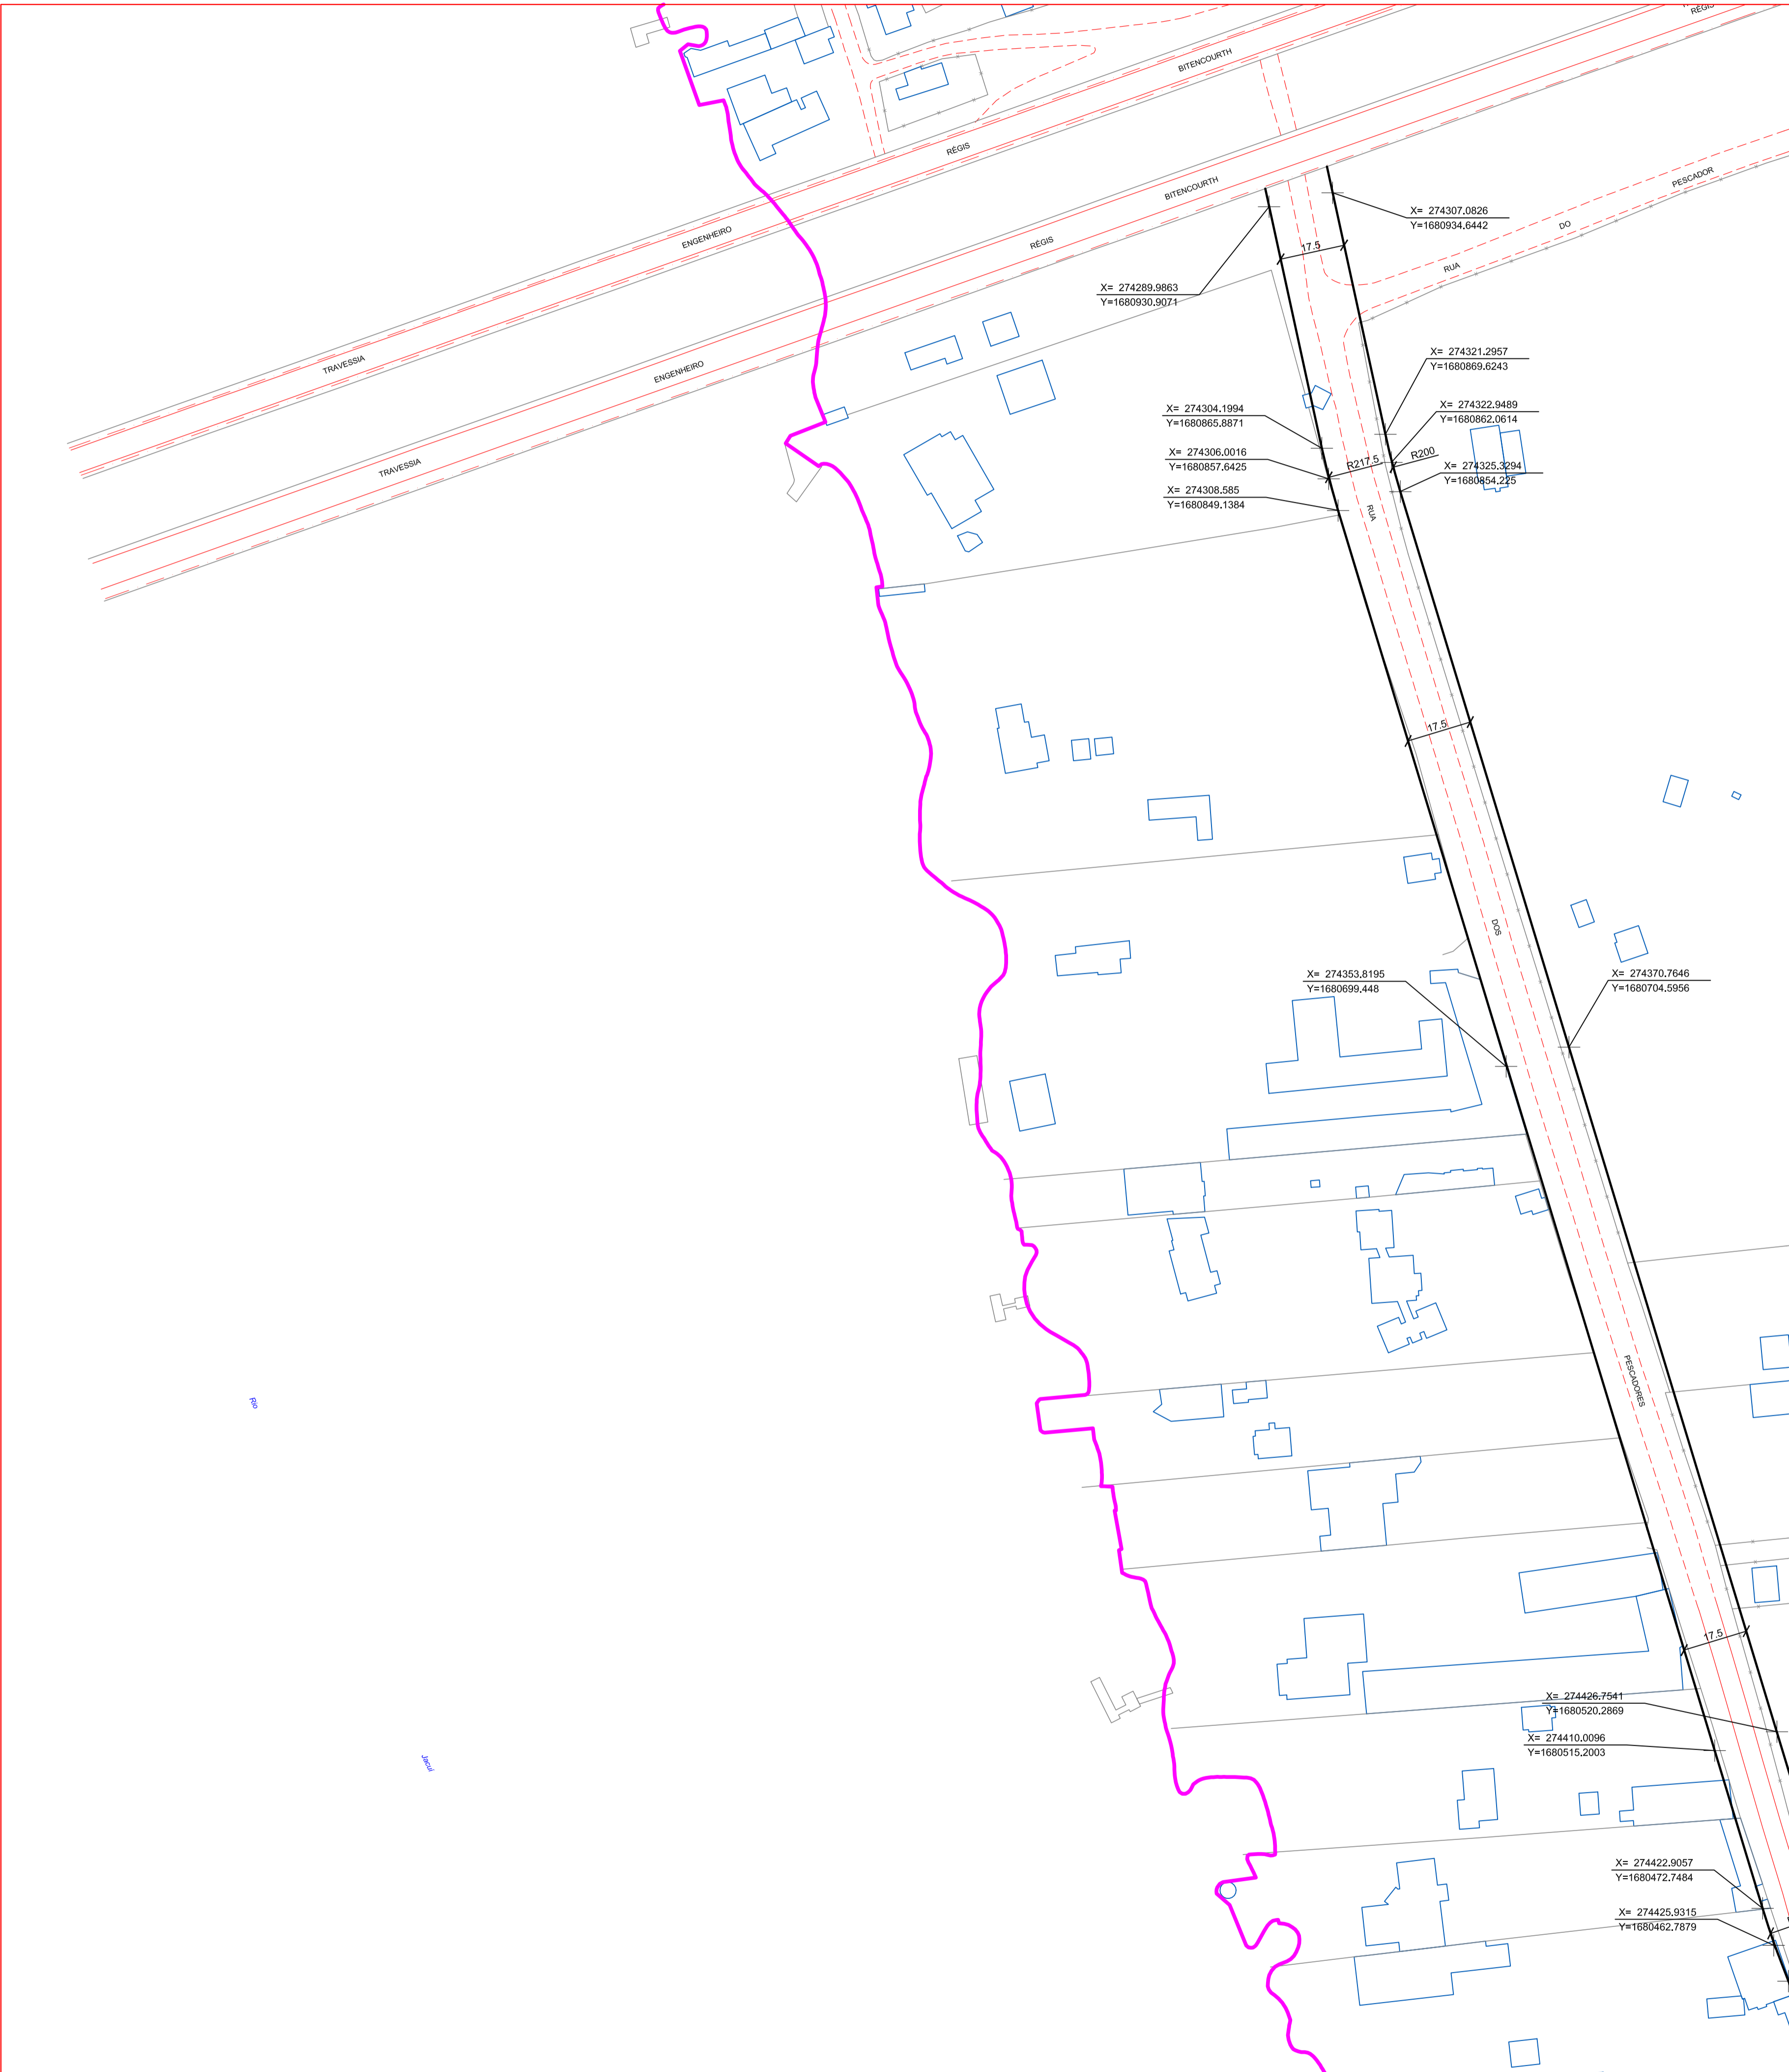 RÉGIS
BITENCOURTH
RÉGIS
ENGENHEIRO
TRAVESSIA
BITENCOURTH
RÉGIS
ENGENHEIRO
TRAVESSIA
PESCADOR
DO
RUA
X= 274307.0826
Y=1680934.6442
17.5
X= 274289.9863
Y=1680930.9071
X= 274321.2957
Y=1680869.6243
X= 274304.1994
Y=1680865.8871
X= 274322.9489
Y=1680862.0614
X= 274306.0016
Y=1680857.6425
R217.5
R200
X= 274325.3294
Y=1680854.225
X= 274308.585
Y=1680849.1384
RUA
17.5
DOS
X= 274353.8195
Y=1680699.448
X= 274370.7646
Y=1680704.5956
PESCADORES
Rio
17.5
X= 274426.7541
Y=1680520.2869
X= 274410.0096
Y=1680515.2003
Jacuí
X= 274422.9057
Y=1680472.7484
X= 274425.9315
Y=1680462.7879